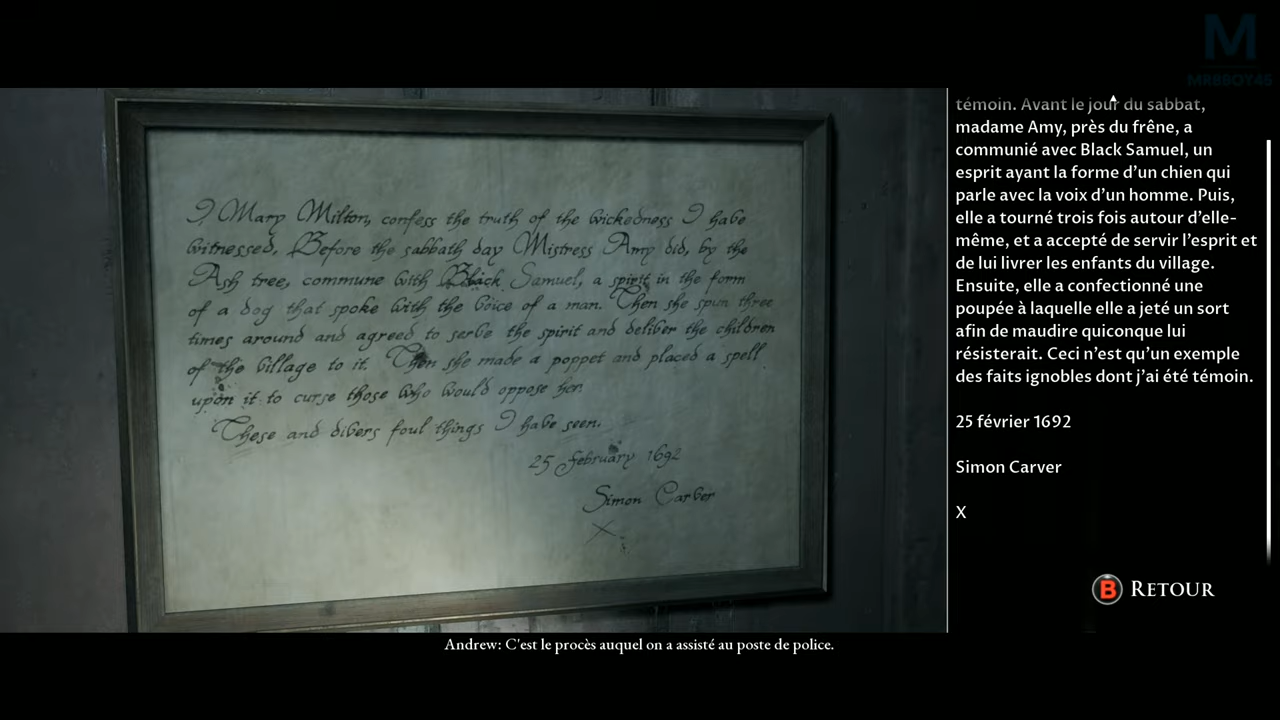 M
MRBBOY45
I Mary Milton, confess the truth of the wickedness I have
witnessed. Before the sabbath day Mistress Amy did, by the
Ash tree, commune with Black Samuel, a spirit in the form
of a dog that spoke with the voice of a man. Then she spun three
times around and agreed to serve the spirit and deliver the children
of the village to it. Then she made a poppet and placed a spell
upon it to curse those who would oppose her.
These and divers foul things I have seen.
25 February 1692
Simon Carver
X
témoin. Avant le jour du sabbat,
madame Amy, près du frêne, a
communié avec Black Samuel, un
esprit ayant la forme d'un chien qui
parle avec la voix d'un homme. Puis,
elle a tourné trois fois autour d'elle-
même, et a accepté de servir l'esprit et
de lui livrer les enfants du village.
Ensuite, elle a confectionné une
poupée à laquelle elle a jeté un sort
afin de maudire quiconque lui
résisterait. Ceci n'est qu'un exemple
des faits ignobles dont j'ai été témoin.
25 février 1692
Simon Carver
X
B RETOUR
Andrew: C'est le procès auquel on a assisté au poste de police.